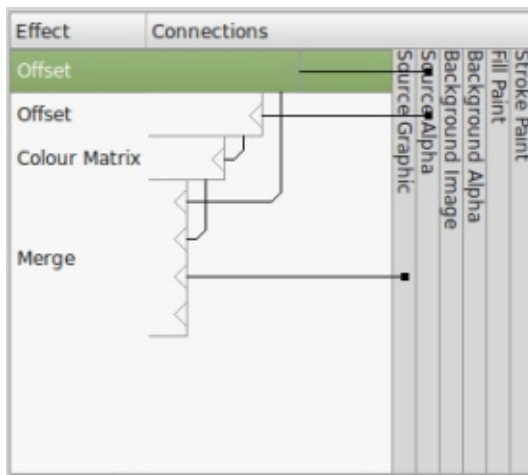 Effect Connections
Offset
Offset
Colour Matrix
Merge
Source Graphic
Source Alpha
Background Image
Background Alpha
Fill Paint
Stroke Paint